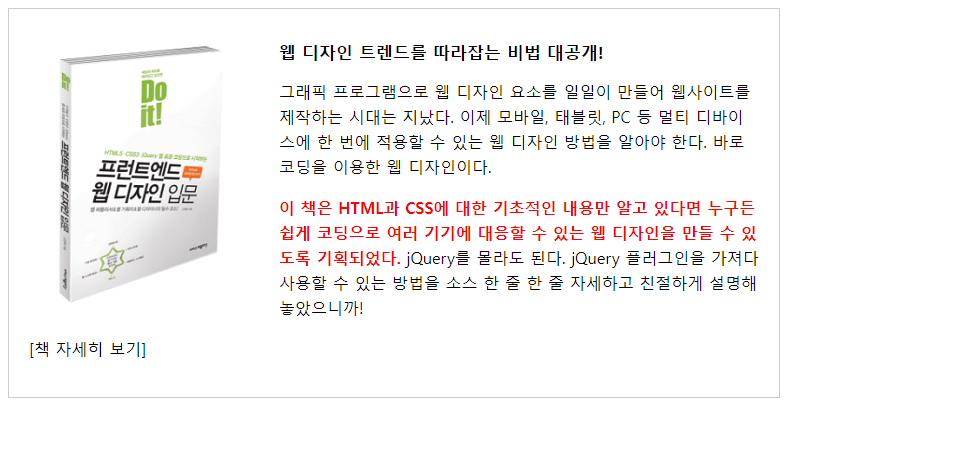 Do
it!
HTML5 · CSS3 · jQuery 웹 표준 코딩으로 시작하는
프런트엔드
웹 디자인 입문
Do it!
프런트엔드 웹 디자인 입문
웹 디자인 트렌드를 따라잡는 비법 대공개!
그래픽 프로그램으로 웹 디자인 요소를 일일이 만들어 웹사이트를
제작하는 시대는 지났다. 이제 모바일, 태블릿, PC 등 멀티 디바이
스에 한 번에 적용할 수 있는 웹 디자인 방법을 알아야 한다. 바로
코딩을 이용한 웹 디자인이다.
이 책은 HTML과 CSS에 대한 기초적인 내용만 알고 있다면 누구든
쉽게 코딩으로 여러 기기에 대응할 수 있는 웹 디자인을 만들 수 있
도록 기획되었다. jQuery를 몰라도 된다. jQuery 플러그인을 가져다
사용할 수 있는 방법을 소스 한 줄 한 줄 자세하고 친절하게 설명해
놓았으니까!
[책 자세히 보기]